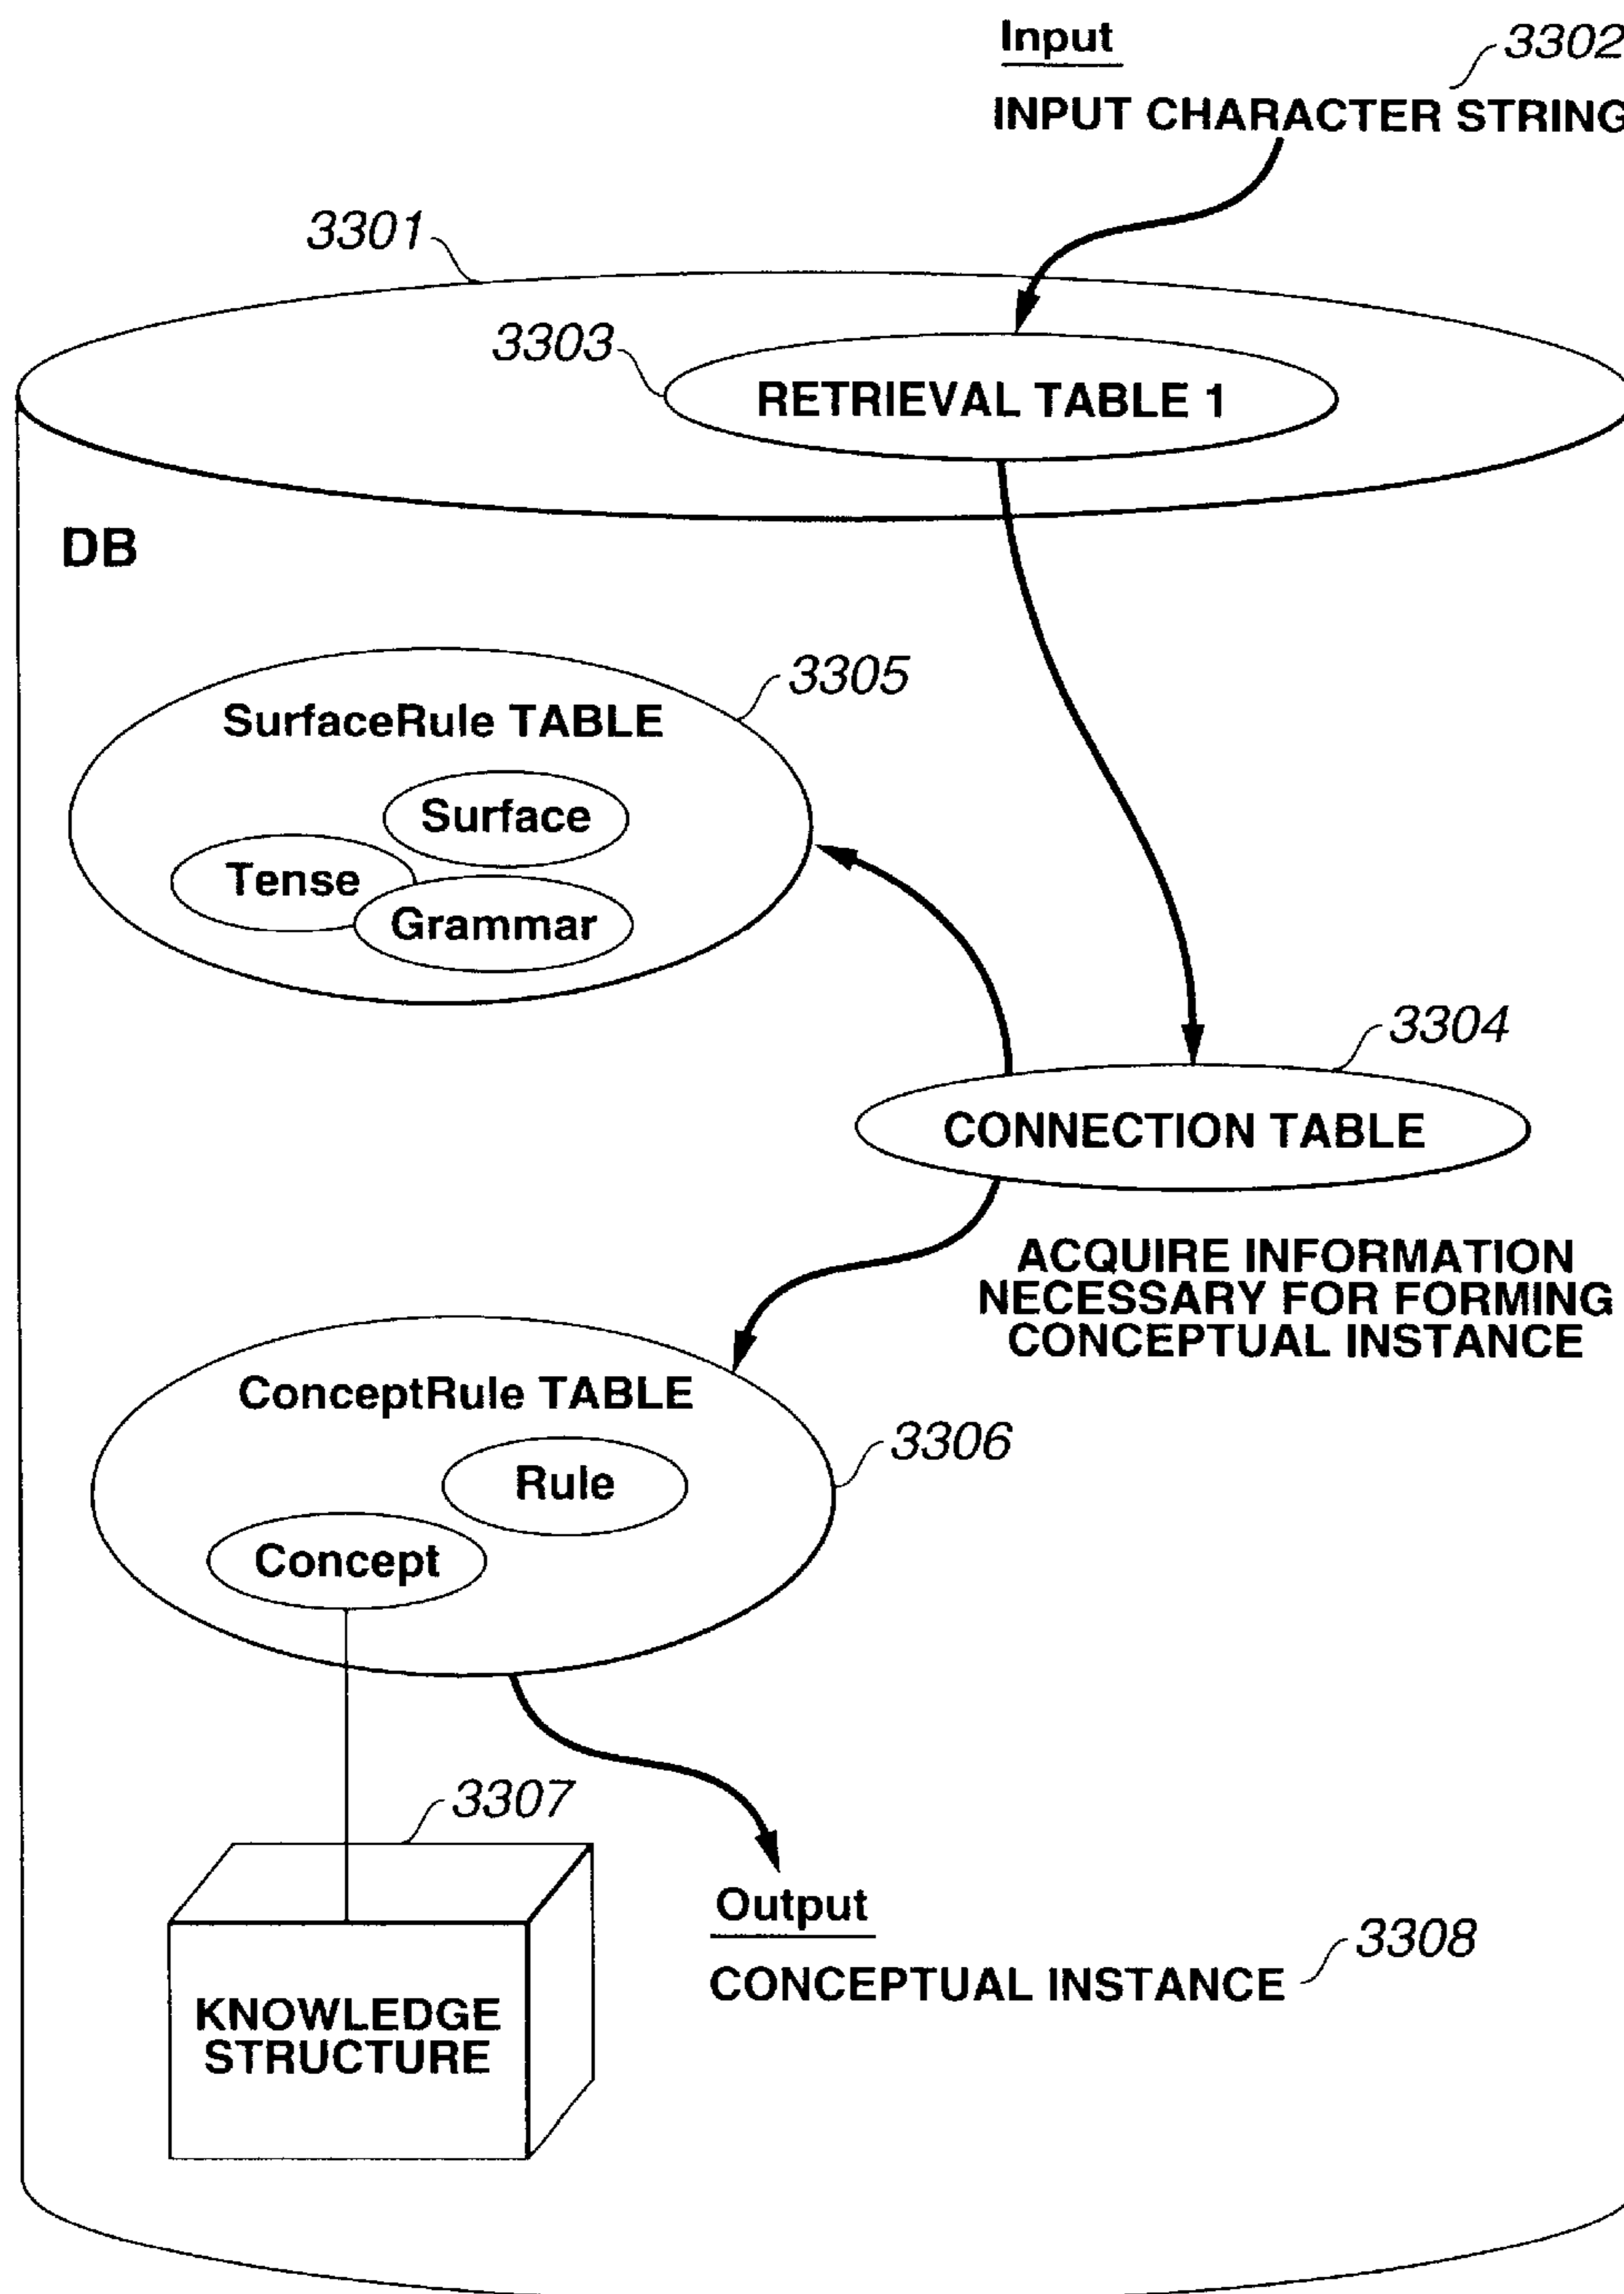 Input
3302
INPUT CHARACTER STRING
3301
3303
RETRIEVAL TABLE 1
DB
3305
SurfaceRule TABLE
Surface
Tense
Grammar
3304
CONNECTION TABLE
ACQUIRE INFORMATION
NECESSARY FOR FORMING
CONCEPTUAL INSTANCE
ConceptRule TABLE
3306
Rule
Concept
3307
KNOWLEDGE
STRUCTURE
Output
3308
CONCEPTUAL INSTANCE